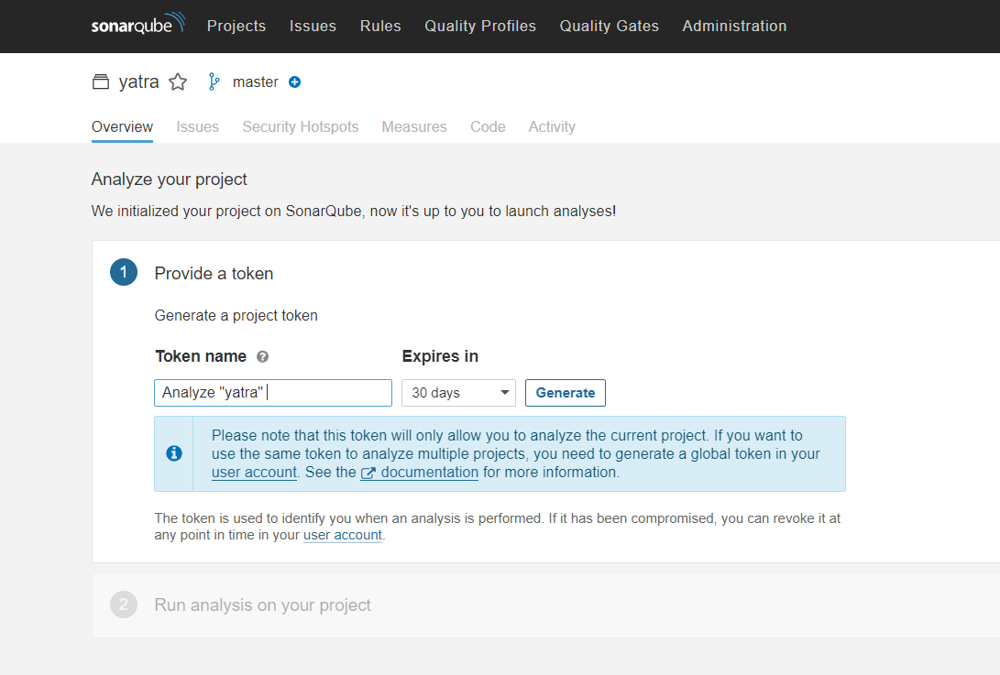 sonarqube Projects Issues Rules Quality Profiles Quality Gates Administration
yatra master
Overview Issues Security Hotspots Measures Code Activity
Analyze your project
We initialized your project on SonarQube, now it's up to you to launch analyses!
1 Provide a token
Generate a project token
Token name ? Expires in
Analyze "yatra" 30 days Generate
Please note that this token will only allow you to analyze the current project. If you want to
use the same token to analyze multiple projects, you need to generate a global token in your
user account. See the documentation for more information.
The token is used to identify you when an analysis is performed. If it has been compromised, you can revoke it at
any point in time in your user account.
2 Run analysis on your project